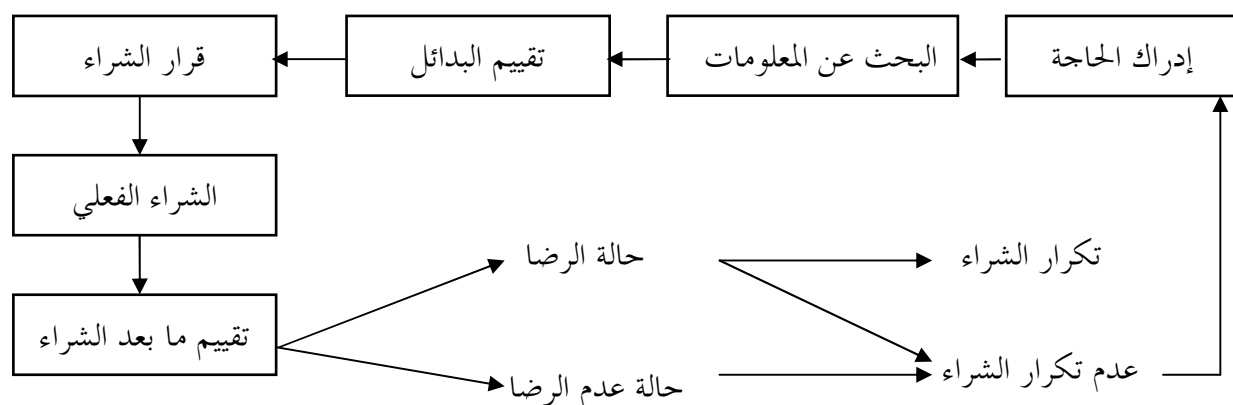 إدراك الحاجة
البحث عن المعلومات
تقييم البدائل
قرار الشراء
الشراء الفعلي
تقييم ما بعد الشراء
حالة الرضا
تكرار الشراء
حالة عدم الرضا
عدم تكرار الشراء